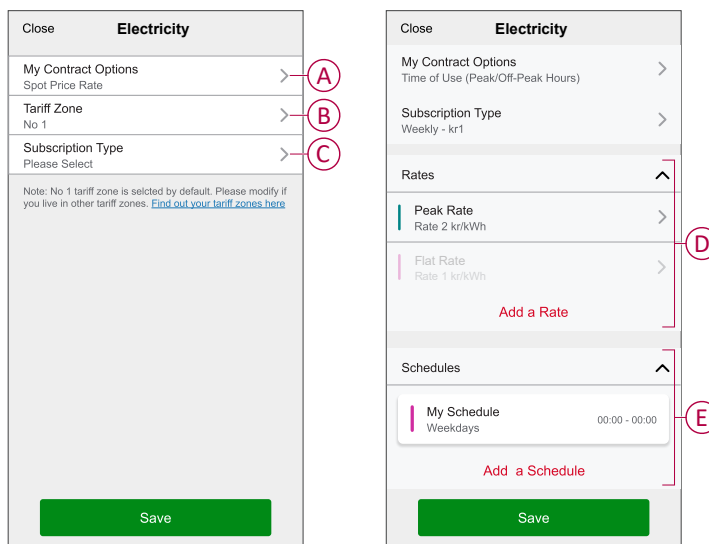 Close Electricity
My Contract Options
Spot Price Rate
A
Tariff Zone
No 1
B
Subscription Type
Please Select
C
Note: No 1 tariff zone is selcted by default. Please modify if
you live in other tariff zones. Find out your tariff zones here
Save
Close Electricity
My Contract Options
Time of Use (Peak/Off-Peak Hours)
Subscription Type
Weekly - kr1
Rates
Peak Rate
Rate 2 kr/kWh
D
Flat Rate
Rate 1 kr/kWh
Add a Rate
Schedules
My Schedule
Weekdays
00:00 - 00:00
E
Add a Schedule
Save